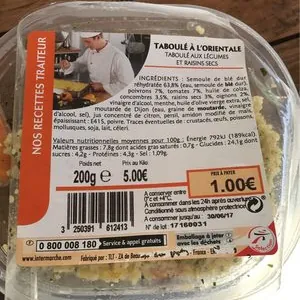 NOS RECETTES TRAITEUR
TABOULÉ À L'ORIENTALE
TABOULÉ AUX LÉGUMES
ET RAISINS SECS
INGRÉDIENTS : Semoule de blé dur
réhydratée 63,8% (eau, semoule de blé dur),
poivrons 7%, tomates 7%, huile de colza,
concombre 3,5%, raisins secs 3%, oignons 2%,
vinaigre d'alcool, menthe, huile d'olive vierge extra, sel,
moutarde de Dijon (eau, graine de moutarde, vinaigre
d'alcool, sel), jus concentré de citron, persil, amidon modifié de maïs,
épaississant : E415, poivre. Traces éventuelles de crustacés, œufs, poissons,
mollusques, soja, lait, céleri.
Valeurs nutritionnelles moyennes pour 100g : Energie 792kJ (189kcal),
Matières grasses : 7,8g dont acides gras saturés : 0,7g - Glucides : 24,1g dont
sucres : 4,2g - Protéines : 4,3g - Sel : 1,09g.
Poids net
Prix au Kilo
200g 5.00€
PRIX À PAYER
1.00€
A conserver entre
A consommer dans les 24h après ouverture
Conditionné sous atmosphère protectrice
A consommer jusqu'au : 30/06/17
Lot n° 17160031
3 250391 612413
0 800 008 180 Service & appel gratuits
www.intermarche.com
Fabriqué par : TLT - ZA de
France